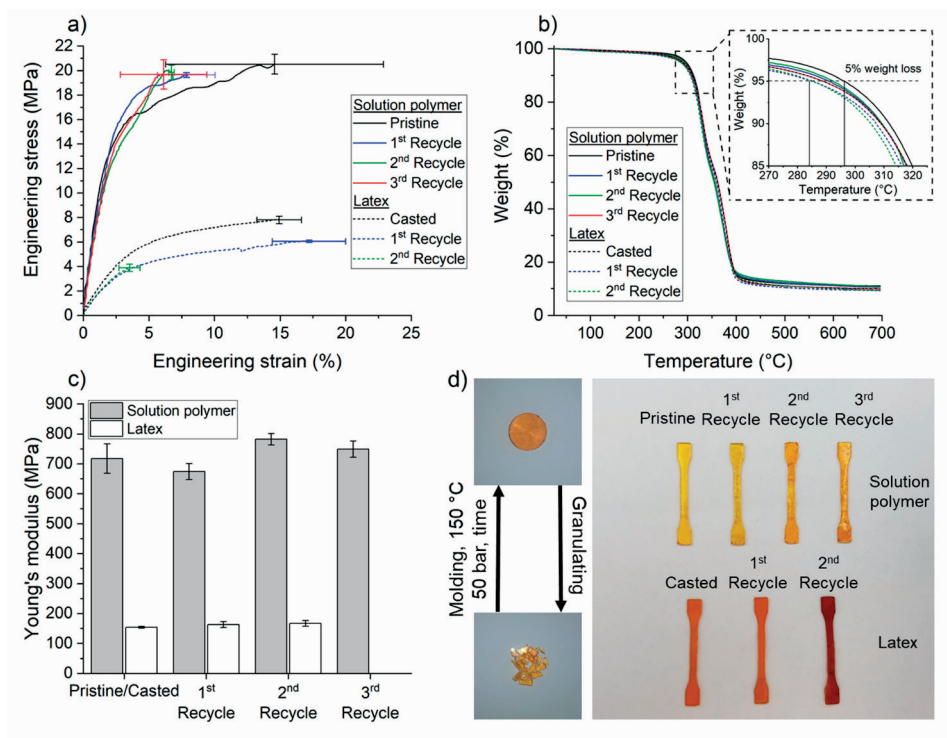 a)
Engineering stress (MPa)
22
20
18
16
14
12
10
8
6
4
2
0
0 5 10 15 20 25
Engineering strain (%)
Solution polymer
Pristine
1st Recycle
2nd Recycle
3rd Recycle
Latex
Casted
1st Recycle
2nd Recycle
b)
Weight (%)
100
80
60
40
20
0
100 200 300 400 500 600 700
Temperature (°C)
Solution polymer
Pristine
1st Recycle
2nd Recycle
3rd Recycle
Latex
Casted
1st Recycle
2nd Recycle
Weight (%)
100
95
90
85
5% weight loss
270 280 290 300 310 320
Temperature (°C)
c)
Young's modulus (MPa)
900
800
700
600
500
400
300
200
100
0
Solution polymer
Latex
Pristine/Casted 1st 2nd 3rd
Recycle Recycle Recycle
d)
Molding, 150 °C
50 bar, time
Granulating
1st 2nd 3rd
Pristine Recycle Recycle Recycle
Solution
polymer
1st 2nd
Casted Recycle Recycle
Latex